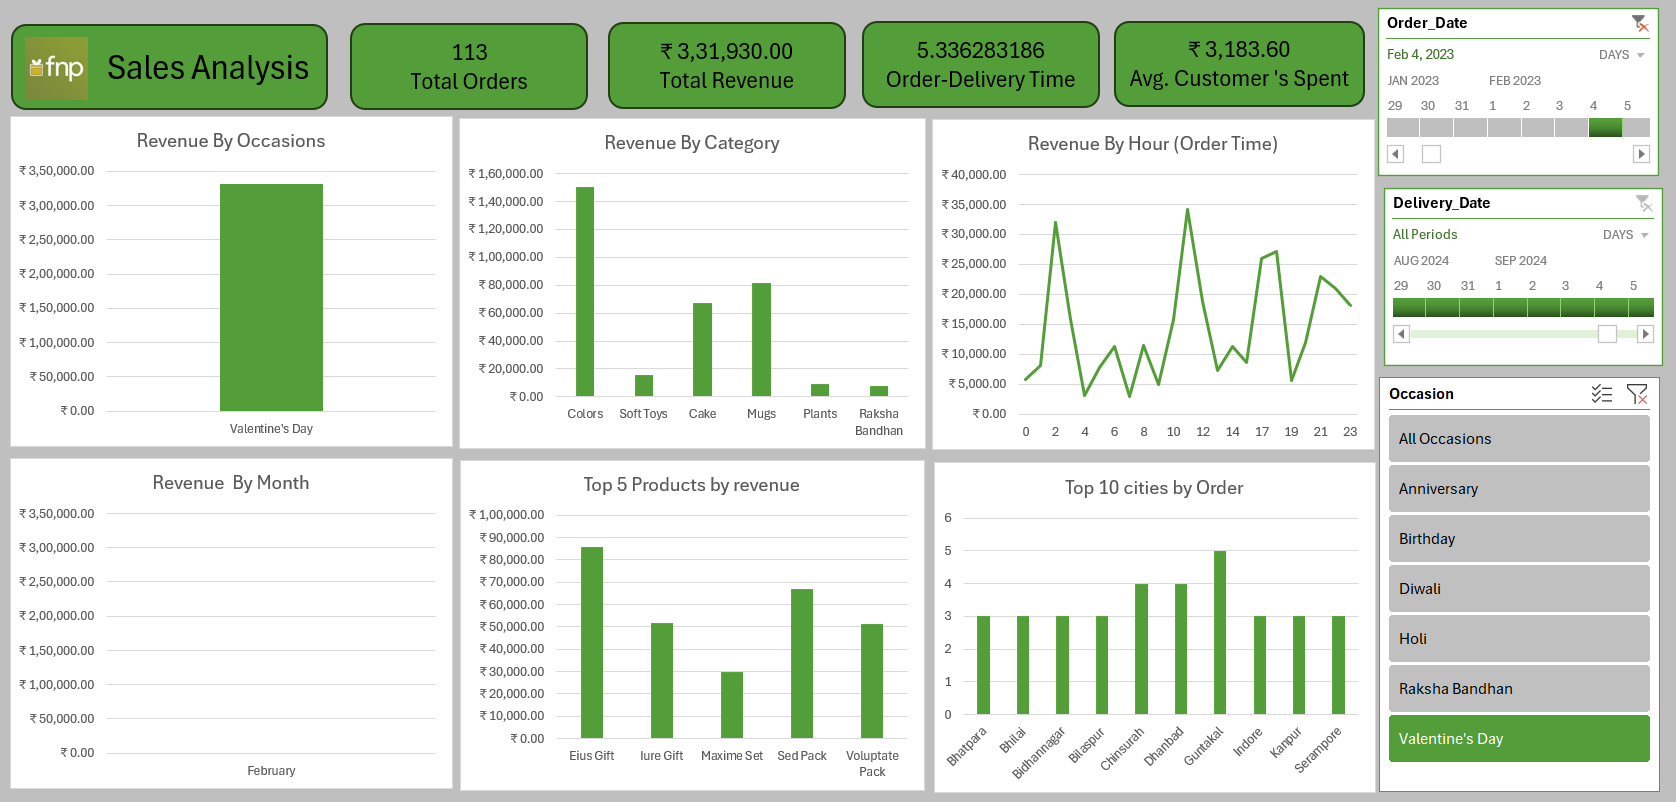 fnp
Sales Analysis
113
Total Orders
₹ 3,31,930.00
Total Revenue
5.336283186
Order-Delivery Time
₹ 3,183.60
Avg. Customer 's Spent
Revenue By Occasions
₹ 3,50,000.00
₹ 3,00,000.00
₹ 2,50,000.00
₹ 2,00,000.00
₹ 1,50,000.00
₹ 1,00,000.00
₹ 50,000.00
₹ 0.00
Valentine's Day
Revenue By Category
₹ 1,60,000.00
₹ 1,40,000.00
₹ 1,20,000.00
₹ 1,00,000.00
₹ 80,000.00
₹ 60,000.00
₹ 40,000.00
₹ 20,000.00
₹ 0.00
Colors Soft Toys Cake Mugs Plants Raksha
Bandhan
Revenue By Hour (Order Time)
₹ 40,000.00
₹ 35,000.00
₹ 30,000.00
₹ 25,000.00
₹ 20,000.00
₹ 15,000.00
₹ 10,000.00
₹ 5,000.00
₹ 0.00
0 2 4 6 8 10 12 14 17 19 21 23
Revenue  By Month
₹ 3,50,000.00
₹ 3,00,000.00
₹ 2,50,000.00
₹ 2,00,000.00
₹ 1,50,000.00
₹ 1,00,000.00
₹ 50,000.00
₹ 0.00
February
Top 5 Products by revenue
₹ 1,00,000.00
₹ 90,000.00
₹ 80,000.00
₹ 70,000.00
₹ 60,000.00
₹ 50,000.00
₹ 40,000.00
₹ 30,000.00
₹ 20,000.00
₹ 10,000.00
₹ 0.00
Eius Gift Iure Gift Maxime Set Sed Pack Voluptate
Pack
Top 10 cities by Order
6
5
4
3
2
1
0
Bhatpara Bhilai Bidhannagar Bilaspur Chinsurah Dhanbad Guntakal Indore Kanpur Serampore
Order_Date
Feb 4, 2023 DAYS
JAN 2023 FEB 2023
29 30 31 1 2 3 4 5
Delivery_Date
All Periods DAYS
AUG 2024 SEP 2024
29 30 31 1 2 3 4 5
Occasion
All Occasions
Anniversary
Birthday
Diwali
Holi
Raksha Bandhan
Valentine's Day